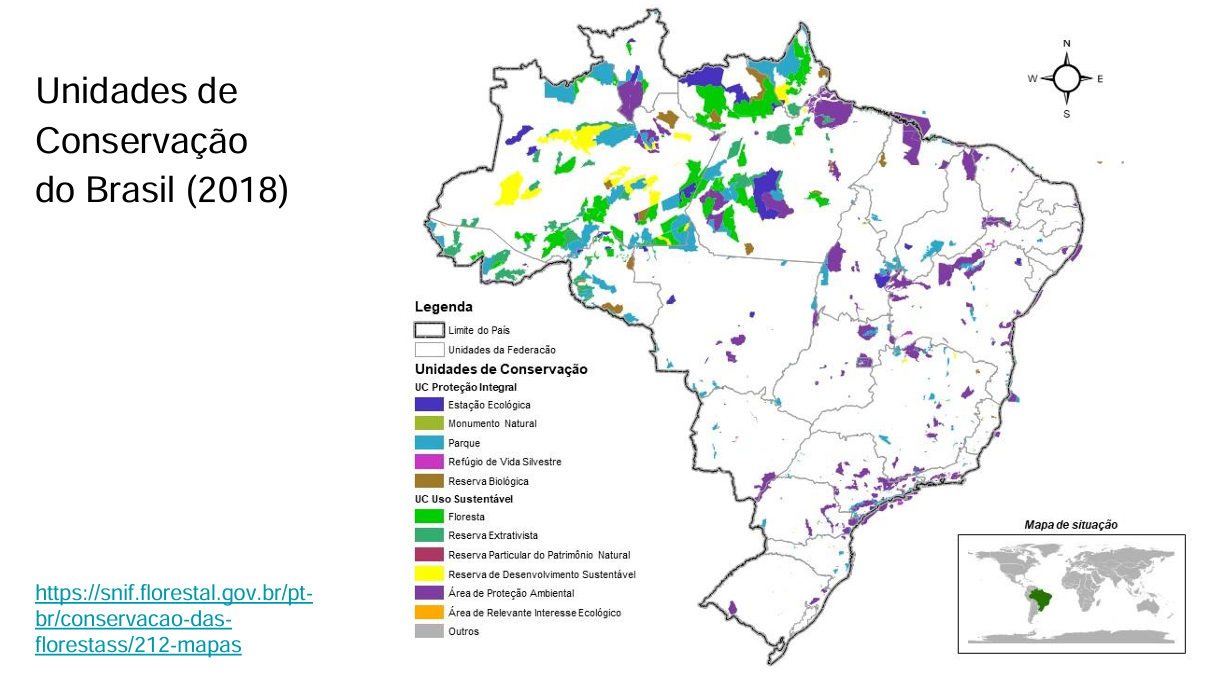 Unidades de
Conservação
do Brasil (2018)
https://snif.florestal.gov.br/pt-
br/conservacao-das-
florestass/212-mapas
N
W
E
S
Legenda
Limite do País
Unidades da Federacão
Unidades de Conservação
UC Proteção Integral
Estação Ecológica
Monumento Natural
Parque
Refúgio de Vida Silvestre
Reserva Biológica
UC Uso Sustentável
Floresta
Reserva Extrativista
Reserva Particular do Patrimônio Natural
Reserva de Desenvolvimento Sustentável
Área de Proteção Ambiental
Área de Relevante Interesse Ecológico
Outros
Mapa de situação